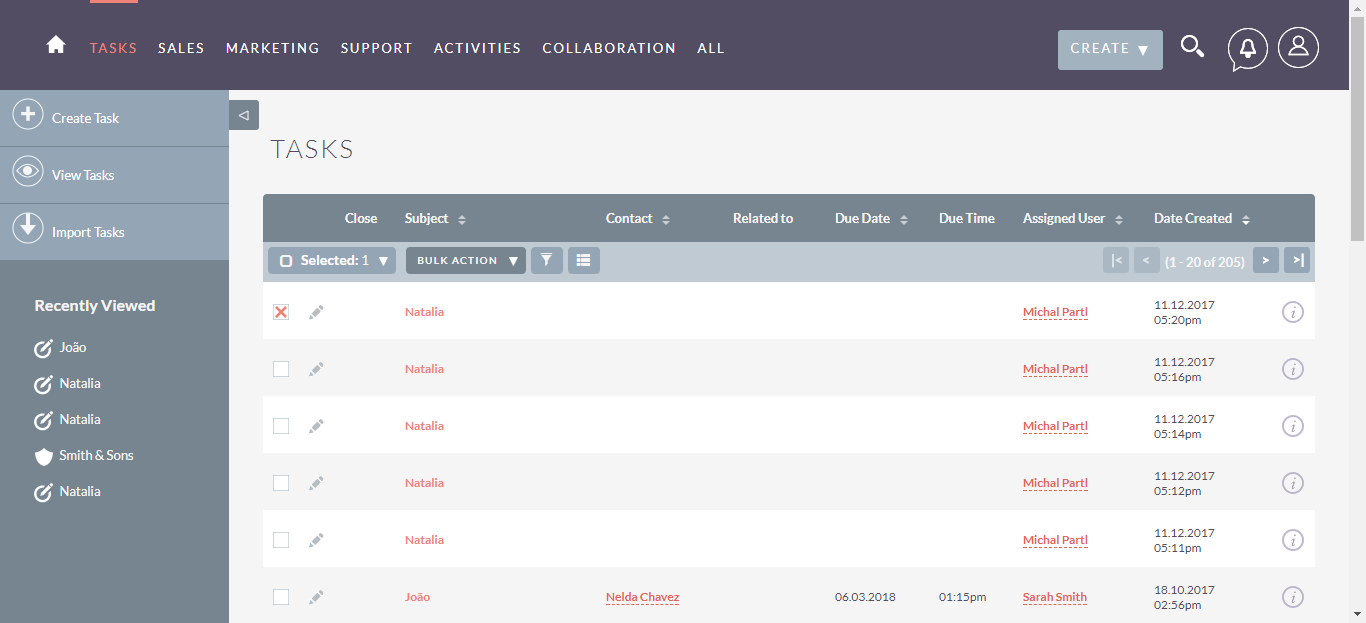 TASKS SALES MARKETING SUPPORT ACTIVITIES COLLABORATION ALL CREATE
Create Task
View Tasks
Import Tasks
Recently Viewed
João
Natalia
Natalia
Smith & Sons
Natalia
TASKS
Close Subject Contact Related to Due Date Due Time Assigned User Date Created
Selected: 1 BULK ACTION (1 - 20 of 205)
Natalia Michal Partl 11.12.2017
05:20pm
Natalia Michal Partl 11.12.2017
05:16pm
Natalia Michal Partl 11.12.2017
05:14pm
Natalia Michal Partl 11.12.2017
05:12pm
Natalia Michal Partl 11.12.2017
05:11pm
João Nelda Chavez 06.03.2018 01:15pm Sarah Smith 18.10.2017
02:56pm